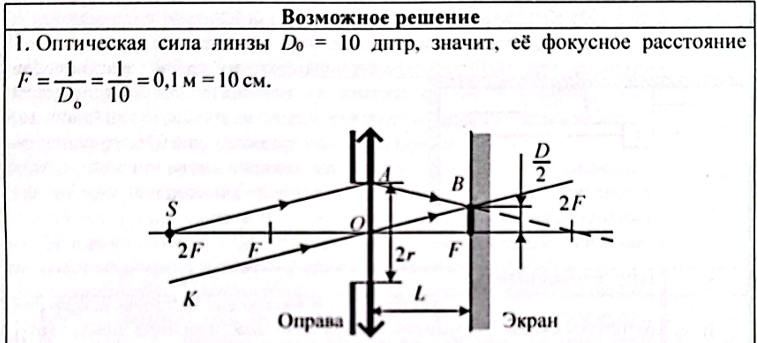 Возможное решение
1. Оптическая сила линзы D₀ = 10 дптр, значит, её фокусное расстояние
F = 1/Dₒ = 1/10 = 0,1 м = 10 см.
D/2
A
B
S
2F
F
O
2r
F
2F
K
L
Оправа
Экран